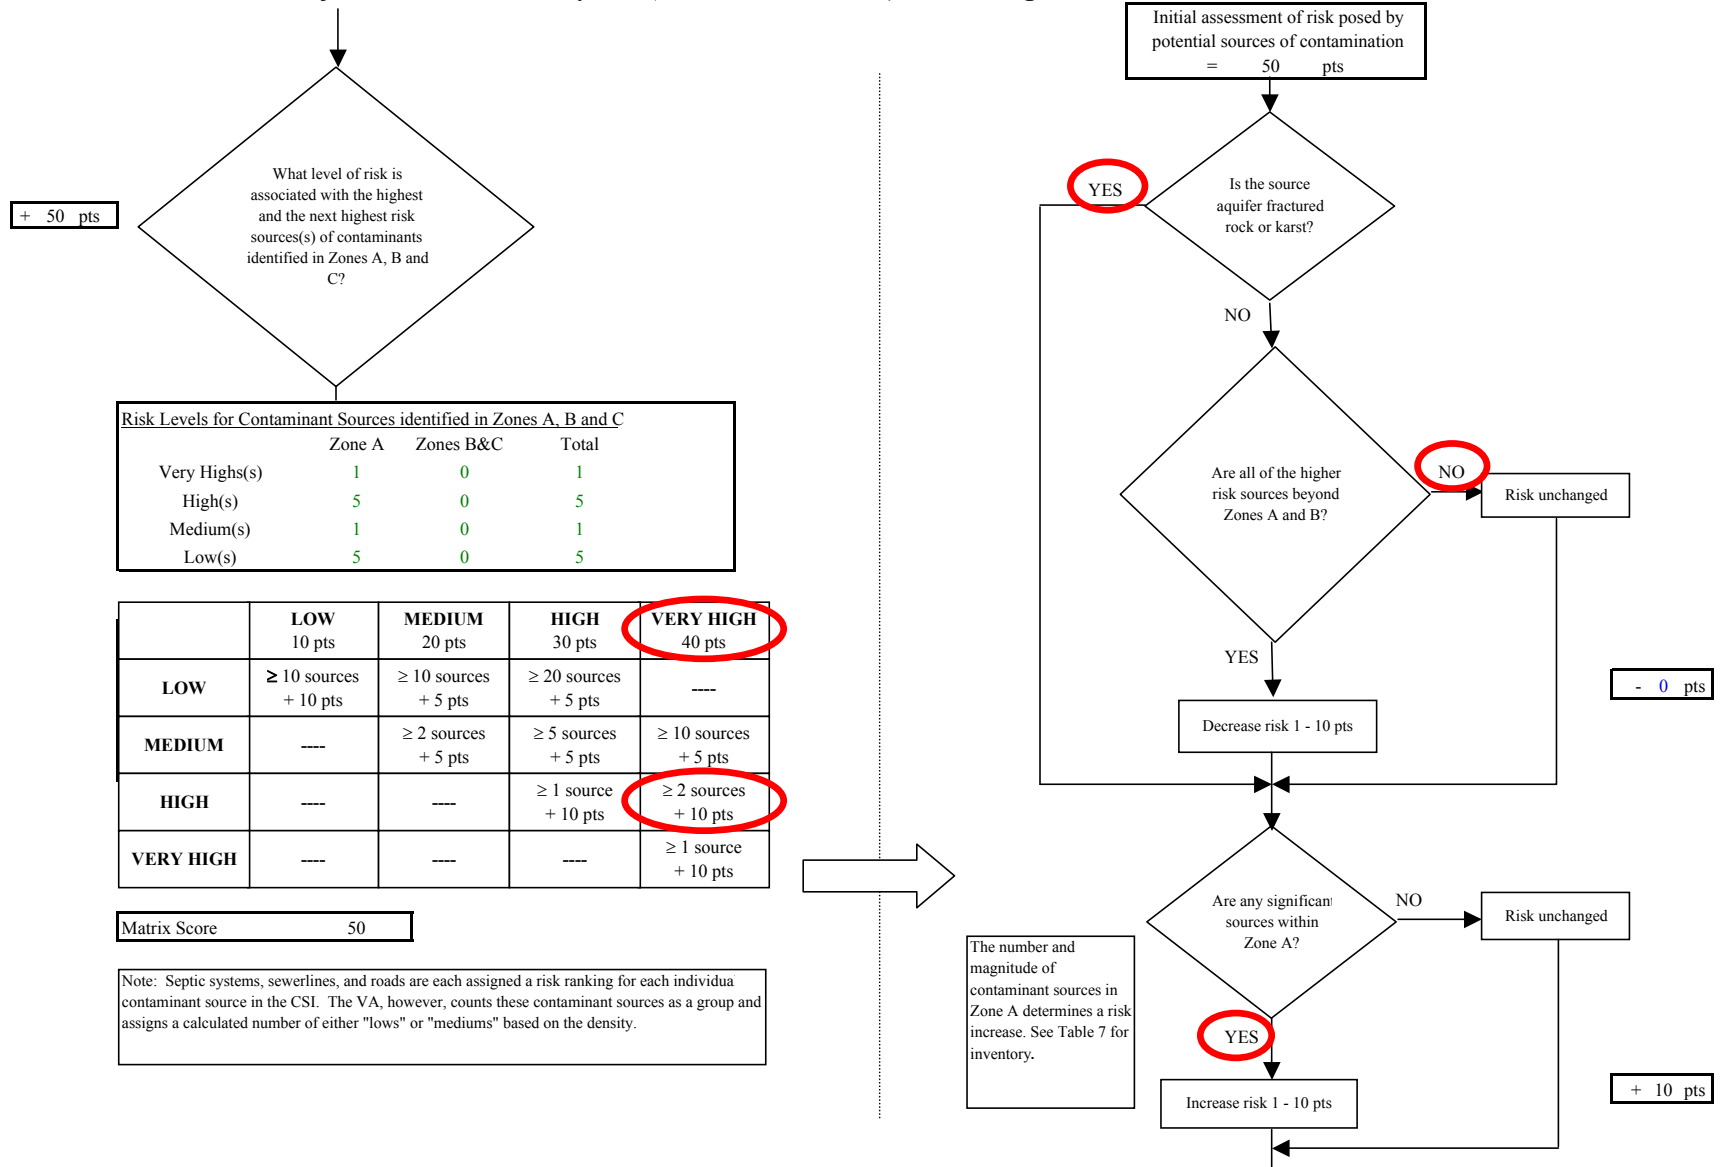 What level of risk is
associated with the highest
and the next highest risk
sources(s) of contaminants
identified in Zones A, B and
C?
+ 50 pts
Risk Levels for Contaminant Sources identified in Zones A, B and C
Zone A Zones B&C Total
Very Highs(s) 1 0 1
High(s) 5 0 5
Medium(s) 1 0 1
Low(s) 5 0 5
LOW MEDIUM HIGH VERY HIGH
10 pts 20 pts 30 pts 40 pts
LOW ≥ 10 sources ≥ 10 sources ≥ 20 sources ----
+ 10 pts + 5 pts + 5 pts
MEDIUM ---- ≥ 2 sources ≥ 5 sources ≥ 10 sources
+ 5 pts + 5 pts + 5 pts
HIGH ---- ---- ≥ 1 source ≥ 2 sources
+ 10 pts + 10 pts
VERY HIGH ---- ---- ---- ≥ 1 source
+ 10 pts
Matrix Score 50
Note: Septic systems, sewerlines, and roads are each assigned a risk ranking for each individua
contaminant source in the CSI. The VA, however, counts these contaminant sources as a group and
assigns a calculated number of either "lows" or "mediums" based on the density.
Initial assessment of risk posed by
potential sources of contamination
= 50 pts
YES
Is the source
aquifer fractured
rock or karst?
NO
Are all of the higher
risk sources beyond
Zones A and B?
NO
Risk unchanged
YES
- 0 pts
Decrease risk 1 - 10 pts
Are any significant
sources within
Zone A?
NO
Risk unchanged
The number and
magnitude of
contaminant sources in
Zone A determines a risk
increase. See Table 7 for
inventory.
YES
Increase risk 1 - 10 pts
+ 10 pts